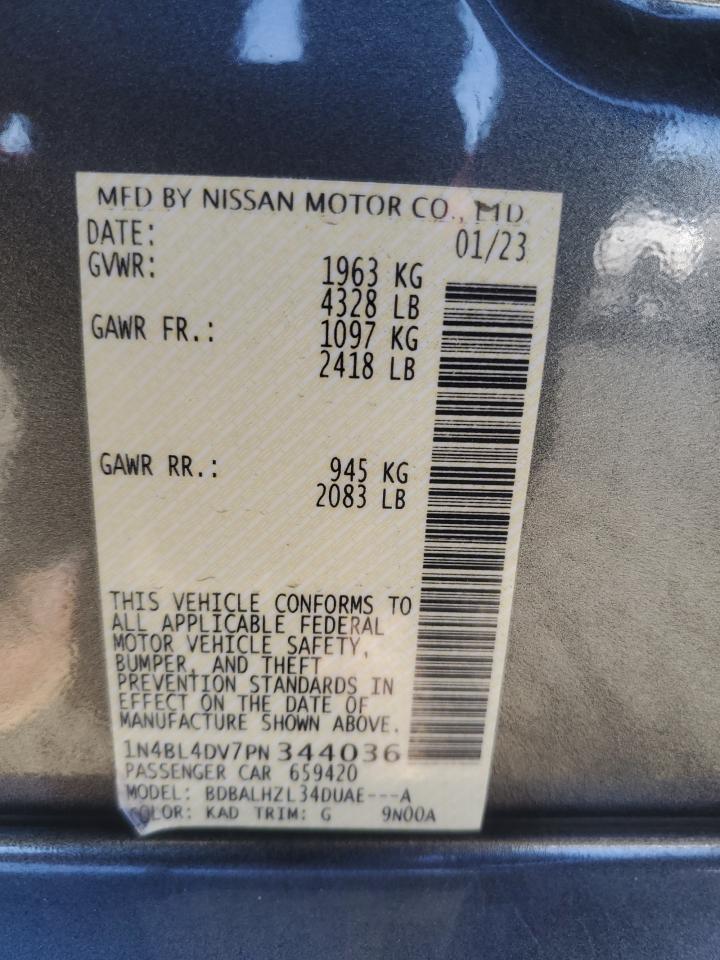 MFD BY NISSAN MOTOR CO., MD.
DATE: 01/23
GVWR: 1963 KG
4328 LB
GAWR FR.: 1097 KG
2418 LB
GAWR RR.: 945 KG
2083 LB
THIS VEHICLE CONFORMS TO
ALL APPLICABLE FEDERAL
MOTOR VEHICLE SAFETY,
BUMPER, AND THEFT
PREVENTION STANDARDS IN
EFFECT ON THE DATE OF
MANUFACTURE SHOWN ABOVE.
1N4BL4DV7PN344036
PASSENGER CAR 659420
MODEL: BDBALHZL34DUAE---A
COLOR: KAD TRIM: G 9N00A